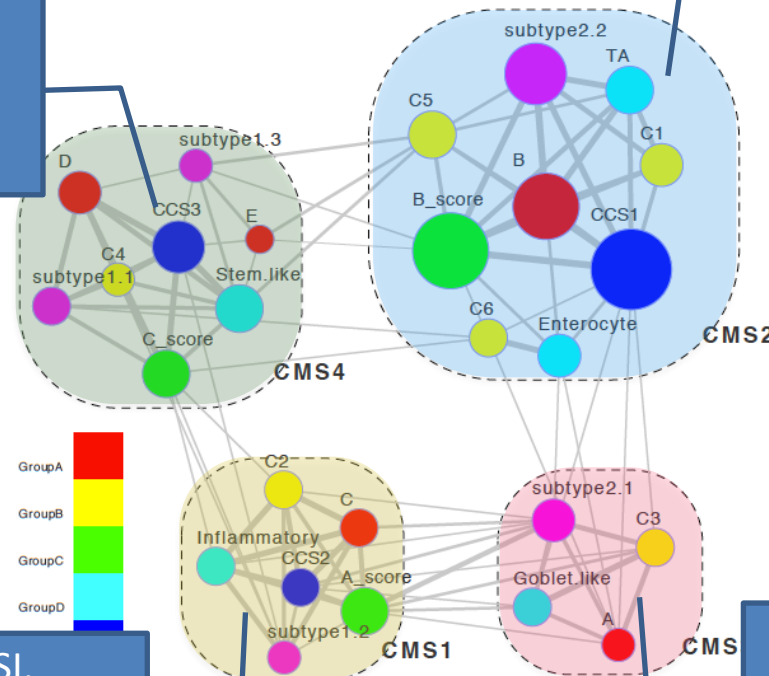 subtype2.2
TA
C5
C1
B
B_score
CCS1
C6
Enterocyte
CMS2
subtype1.3
D
CCS3
E
C4
subtype1.1
Stem.like
C_score
CMS4
GroupA
GroupB
GroupC
GroupD
C2
C
Inflammatory
CCS2
A_score
subtype1.2
CMS1
subtype2.1
C3
Goblet.like
A
CMS